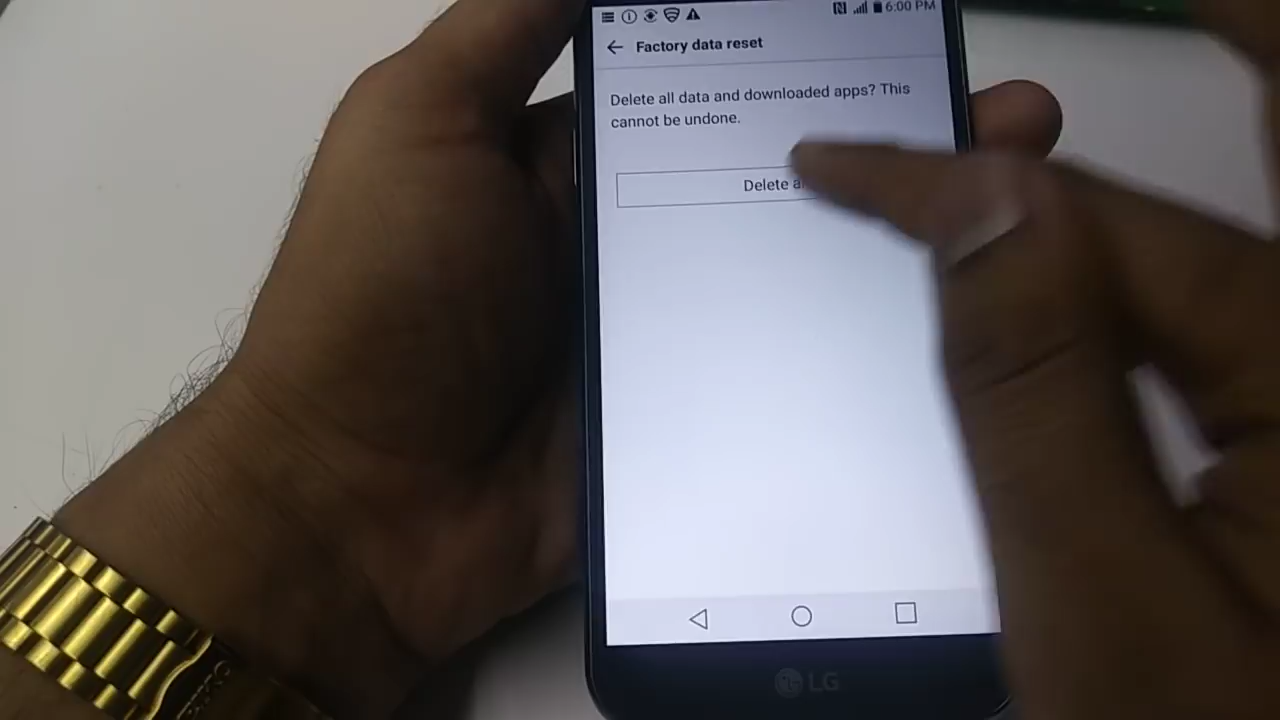 6:00 PM
Factory data reset
Delete all data and downloaded apps? This
cannot be undone.
Delete
LG